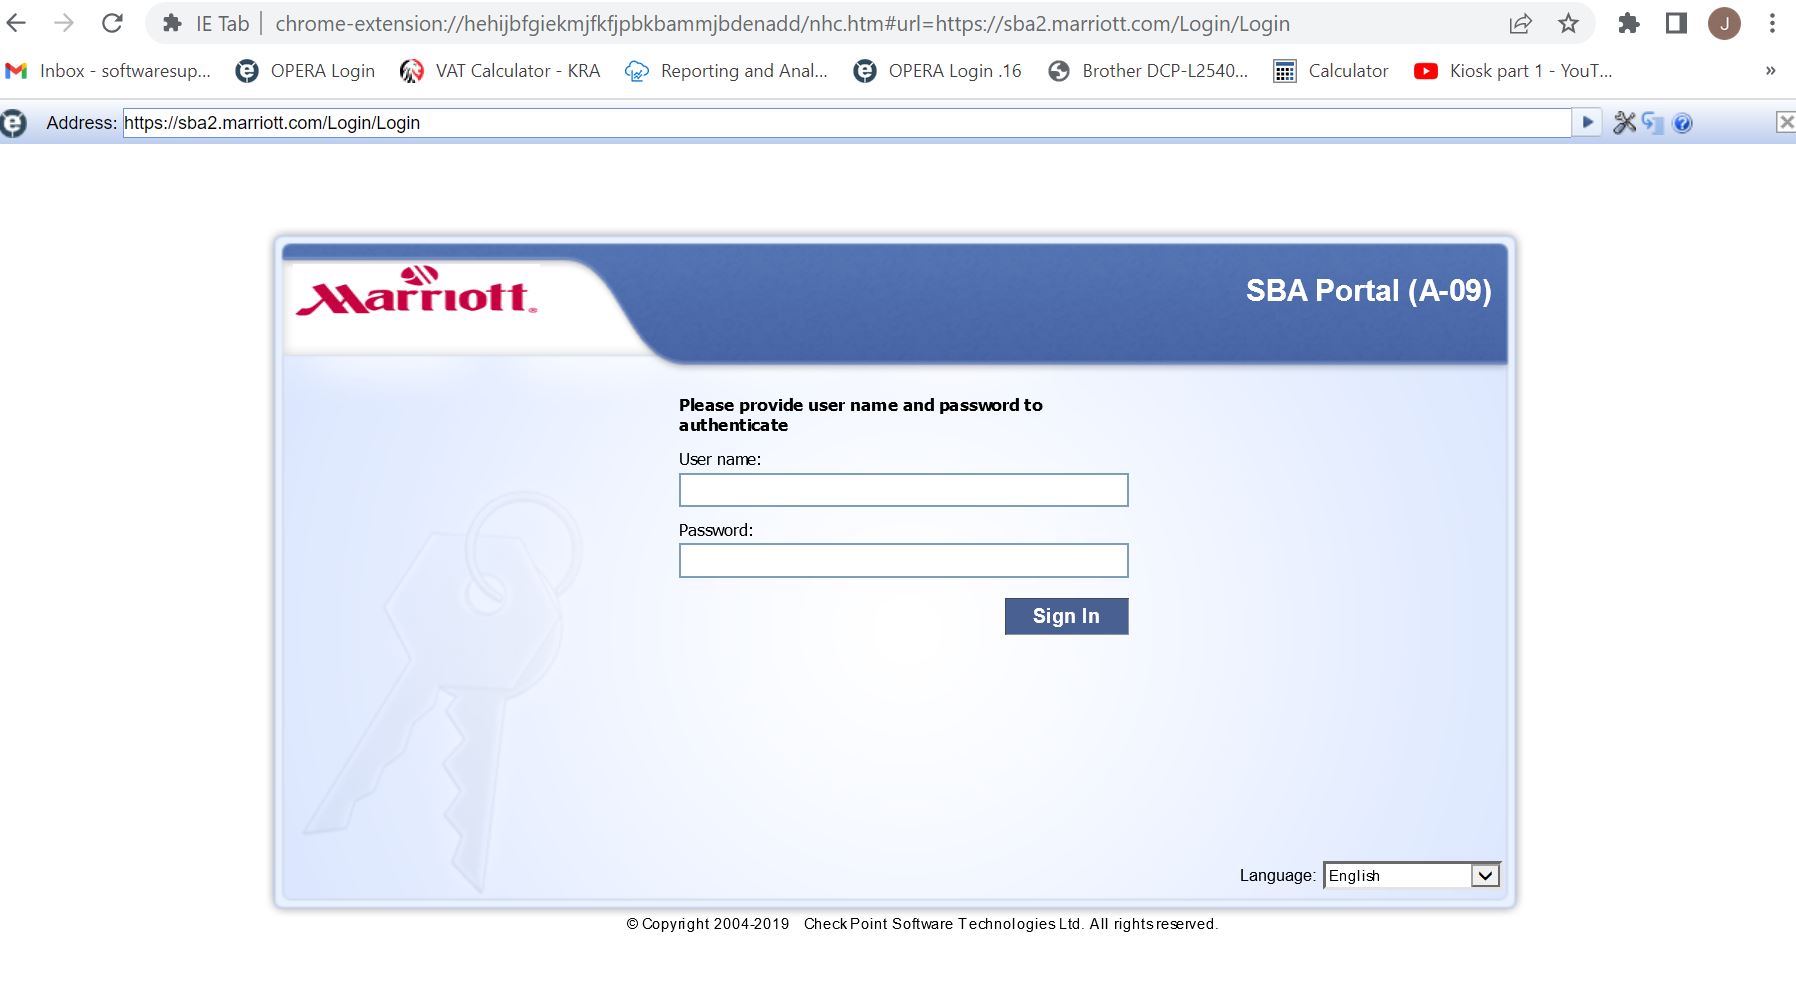 IE Tab chrome-extension://hehijbfgiekmjfkfjpbkbammjbdenadd/nhc.htm#url=https://sba2.marriott.com/Login/Login J
Inbox - softwaresup... OPERA Login VAT Calculator - KRA Reporting and Anal... OPERA Login .16 Brother DCP-L2540... Calculator Kiosk part 1 - YouT... »
Address: https://sba2.marriott.com/Login/Login
Marriott®
SBA Portal (A-09)
Please provide user name and password to
authenticate
User name:
Password:
Sign In
Language: English
© Copyright 2004-2019 Check Point Software Technologies Ltd. All rights reserved.